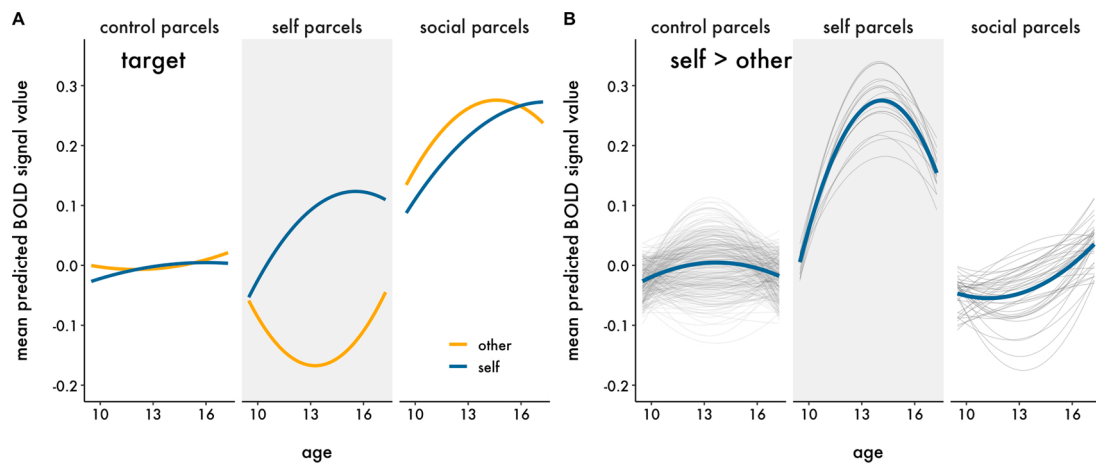 A
control parcels self parcels social parcels
target
mean predicted BOLD signal value
0.3
0.2
0.1
0.0
-0.1
-0.2
other
self
10 13 16 10 13 16 10 13 16
age
B
control parcels self parcels social parcels
self > other
mean predicted BOLD signal value
0.3
0.2
0.1
0.0
-0.1
-0.2
10 13 16 10 13 16 10 13 16
age